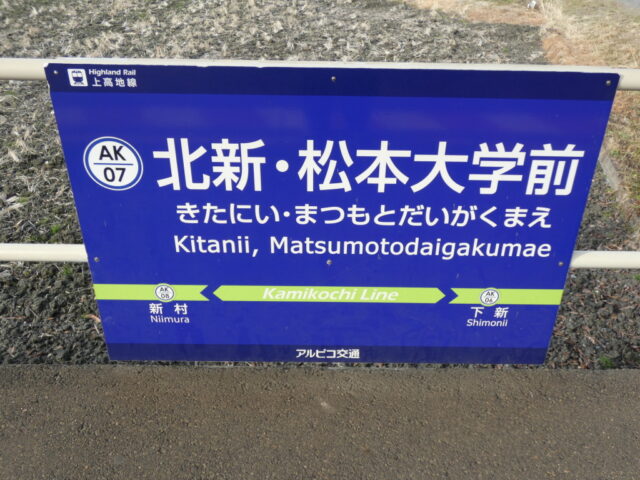 Highland Rail
上高地線
AK
07
北新・松本大学前
きたにい・まつもとだいがくまえ
Kitanii, Matsumotodaigakumae
AK
08
Kamikochi Line
AK
06
新村
Niimura
下新
Shimonii
アルピコ交通